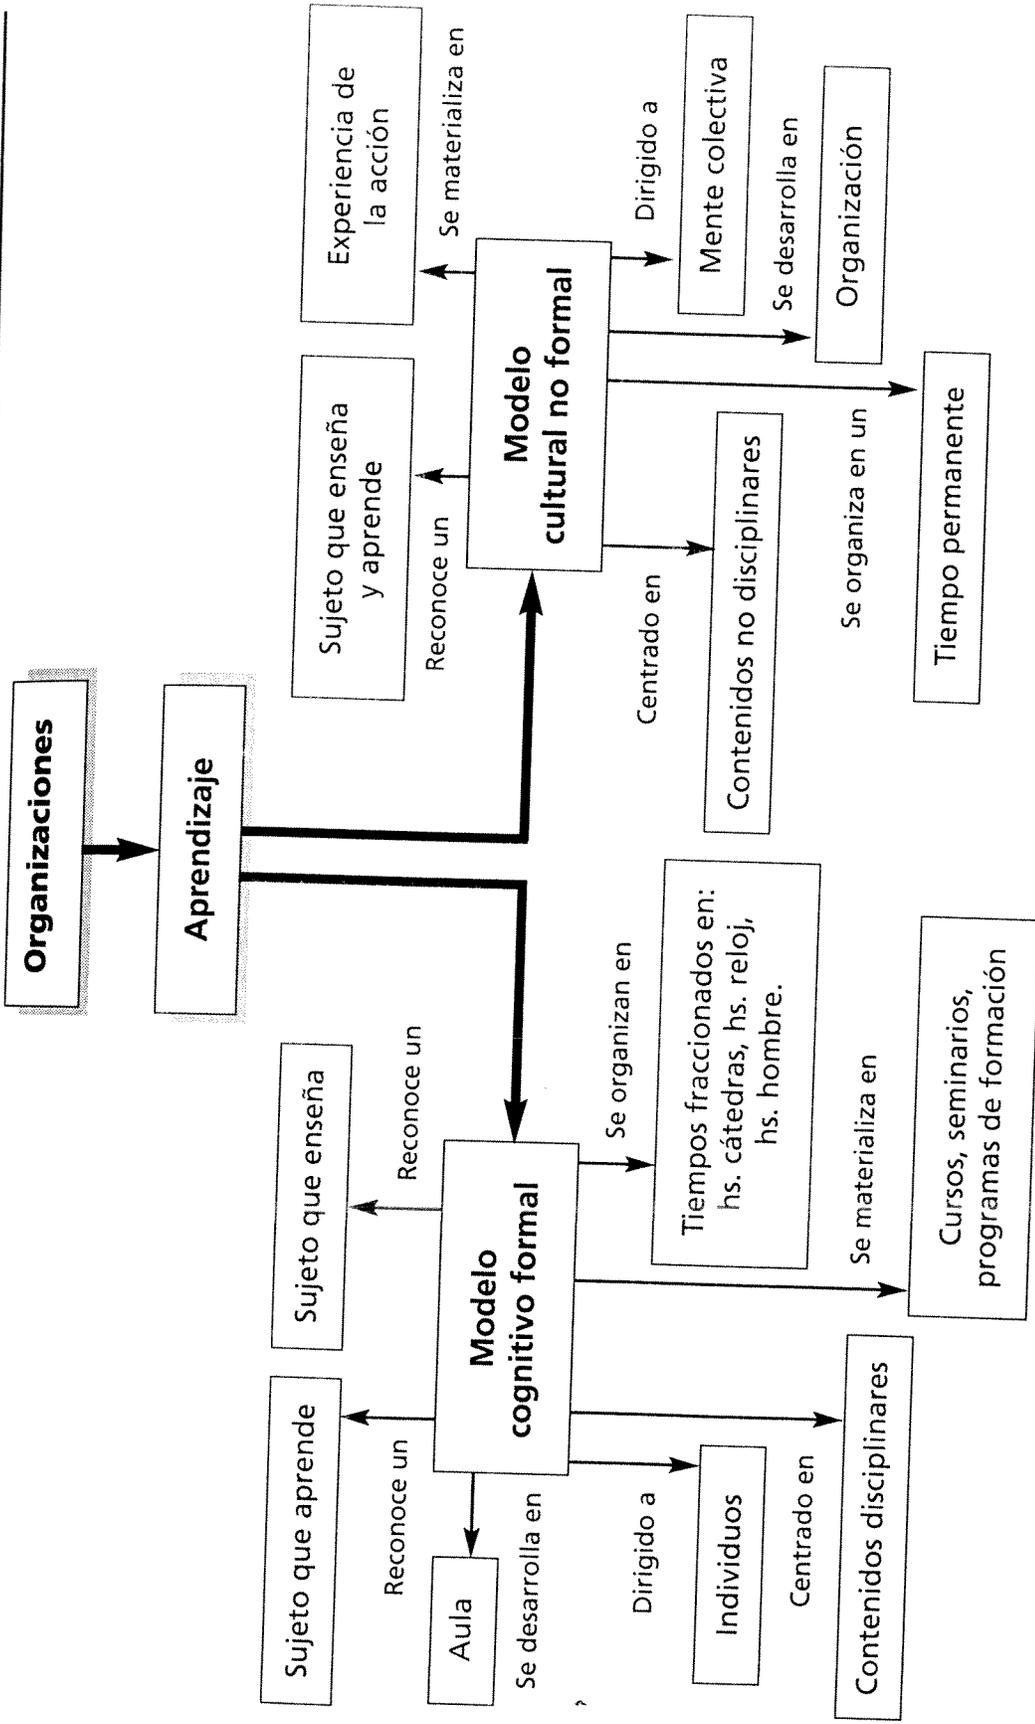 Organizaciones
Aprendizaje
Sujeto que aprende
Sujeto que enseña
Reconoce un
Reconoce un
Aula
Se desarrolla en
Modelo
cognitivo formal
Dirigido a
Individuos
Centrado en
Contenidos disciplinares
Se organizan en
Tiempos fraccionados en:
hs. cátedras, hs. reloj,
hs. hombre.
Se materializa en
Cursos, seminarios,
programas de formación
Sujeto que enseña
y aprende
Experiencia de
la acción
Reconoce un
Se materializa en
Modelo
cultural no formal
Centrado en
Contenidos no disciplinares
Dirigido a
Mente colectiva
Se desarrolla en
Organización
Se organiza en un
Tiempo permanente